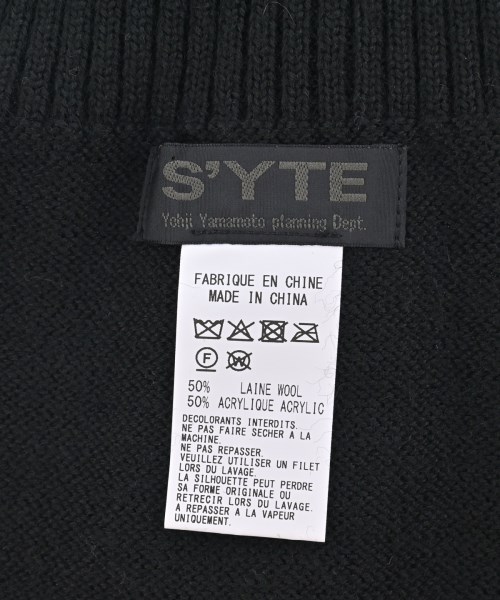 S'YTE
Yohji Yamamoto planning Dept.
FABRIQUE EN CHINE
MADE IN CHINA
F W
50% LAINE WOOL
50% ACRYLIQUE ACRYLIC
DECOLORANTS INTERDITS.
NE PAS FAIRE SECHER A LA
MACHINE.
NE PAS REPASSER.
VEUILLEZ UTILISER UN FILET
LORS DU LAVAGE.
LA SILHOUETTE PEUT PERDRE
SA FORME ORIGINALE OU
RETRECIR LORS DU LAVAGE.
A REPASSER A LA VAPEUR
UNIQUEMENT.